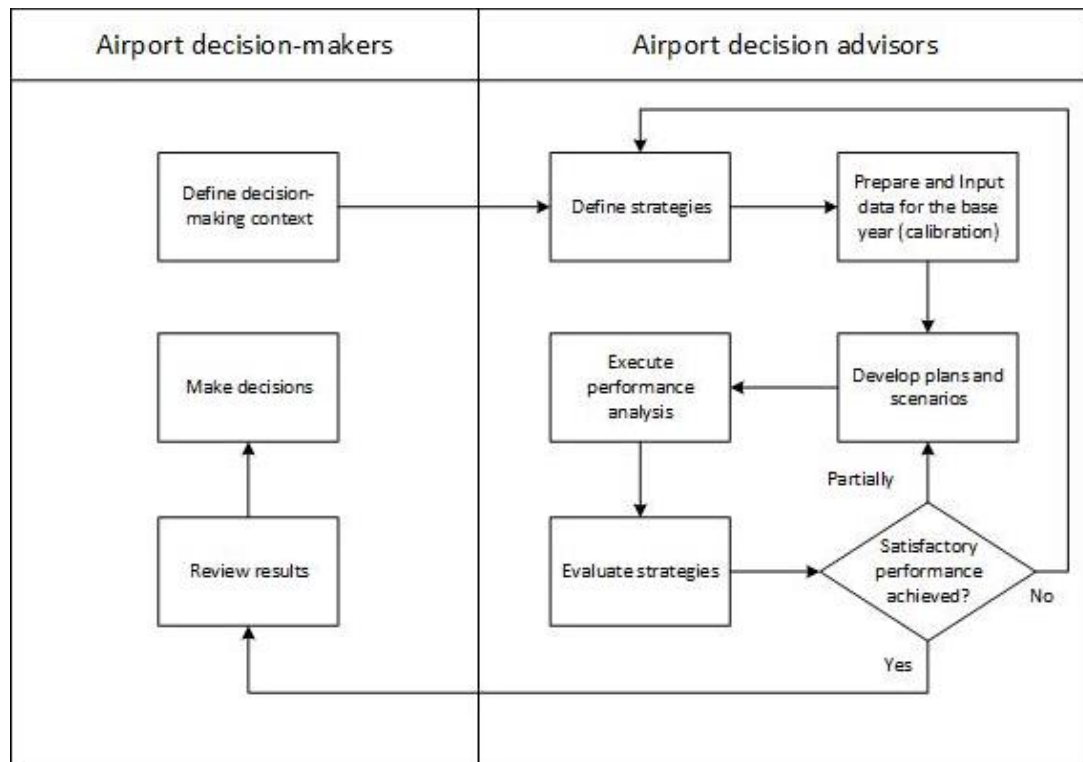 Airport decision-makers
Airport decision advisors
Define decision-
making context
Define strategies
Prepare and Input
data for the base
year (calibration)
Make decisions
Execute
performance
analysis
Develop plans and
scenarios
Partially
Review results
Evaluate strategies
Satisfactory
performance
achieved?
No
Yes